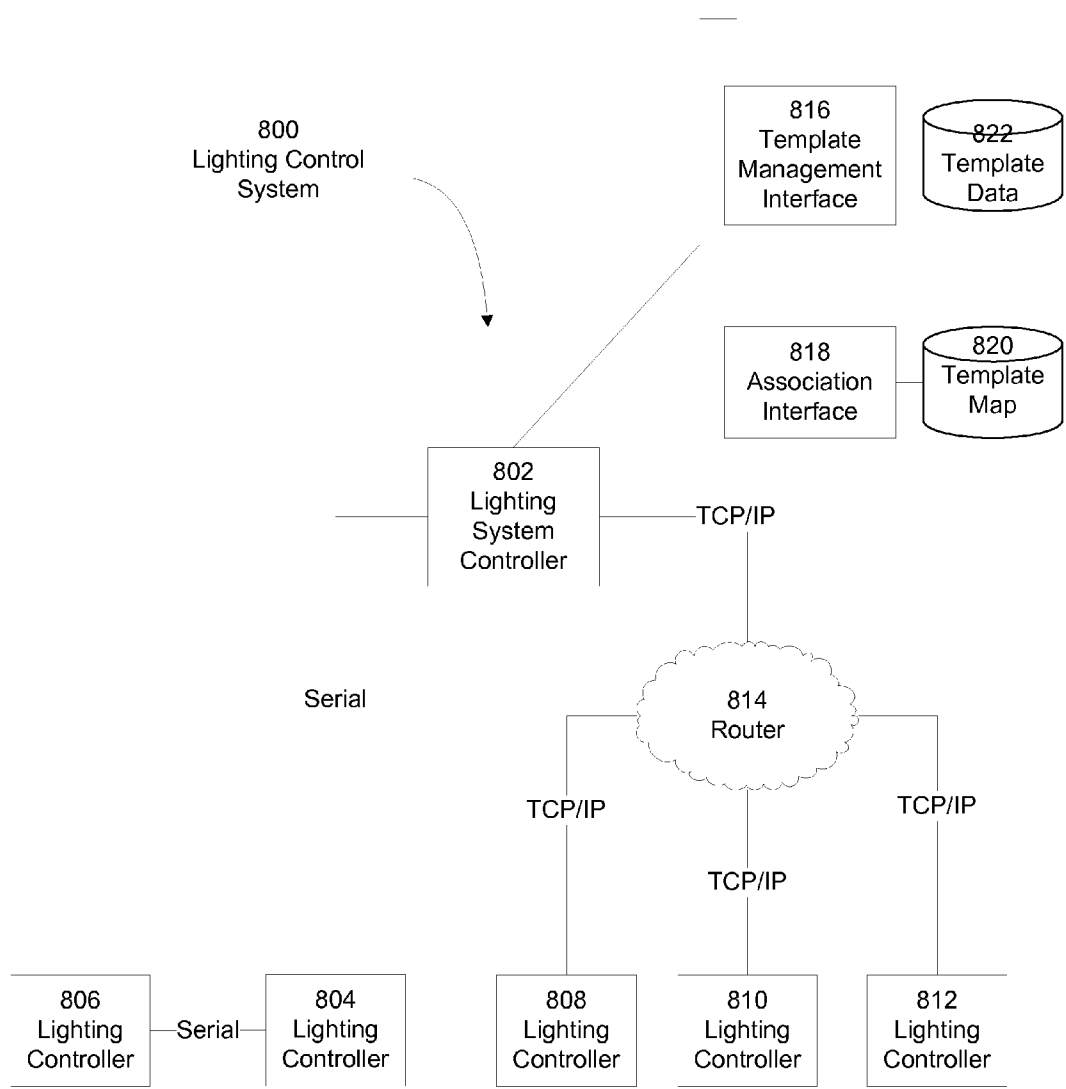 800
Lighting Control
System
816
Template
Management
Interface
822
Template
Data
818
Association
Interface
820
Template
Map
802
Lighting
System
Controller
TCP/IP
Serial
814
Router
TCP/IP
TCP/IP
TCP/IP
806
Lighting
Controller
Serial
804
Lighting
Controller
808
Lighting
Controller
810
Lighting
Controller
812
Lighting
Controller